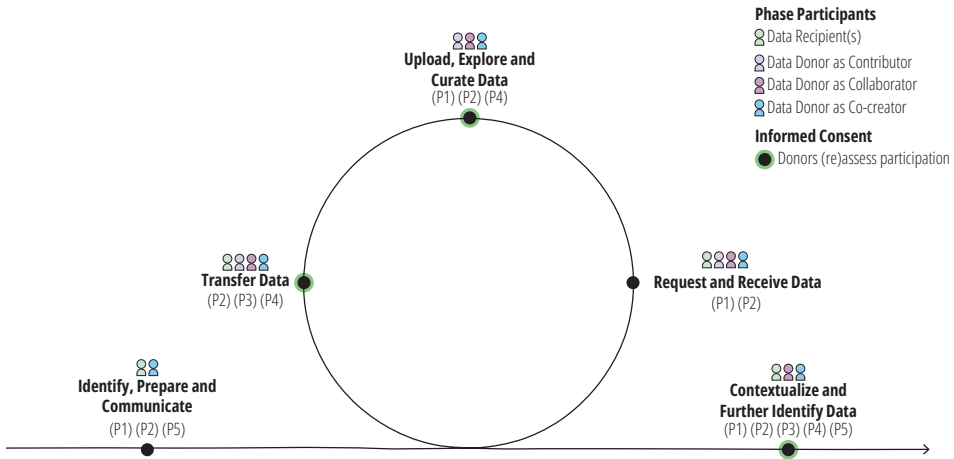 Phase Participants
Data Recipient(s)
Data Donor as Contributor
Data Donor as Collaborator
Data Donor as Co-creator
Informed Consent
Donors (re)assess participation
Upload, Explore and
Curate Data
(P1) (P2) (P4)
Transfer Data
(P2) (P3) (P4)
Request and Receive Data
(P1) (P2)
Identify, Prepare and
Communicate
(P1) (P2) (P5)
Contextualize and
Further Identify Data
(P1) (P2) (P3) (P4) (P5)